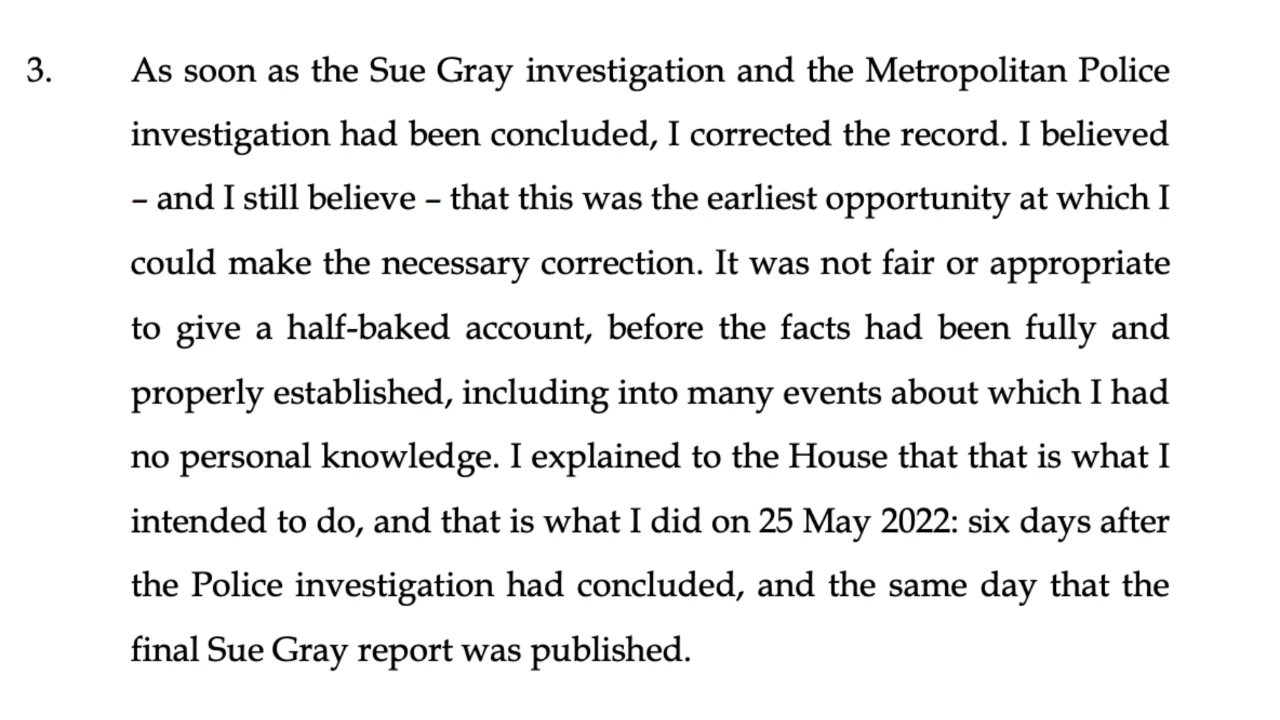 3. As soon as the Sue Gray investigation and the Metropolitan Police
investigation had been concluded, I corrected the record. I believed
– and I still believe – that this was the earliest opportunity at which I
could make the necessary correction. It was not fair or appropriate
to give a half-baked account, before the facts had been fully and
properly established, including into many events about which I had
no personal knowledge. I explained to the House that that is what I
intended to do, and that is what I did on 25 May 2022: six days after
the Police investigation had concluded, and the same day that the
final Sue Gray report was published.